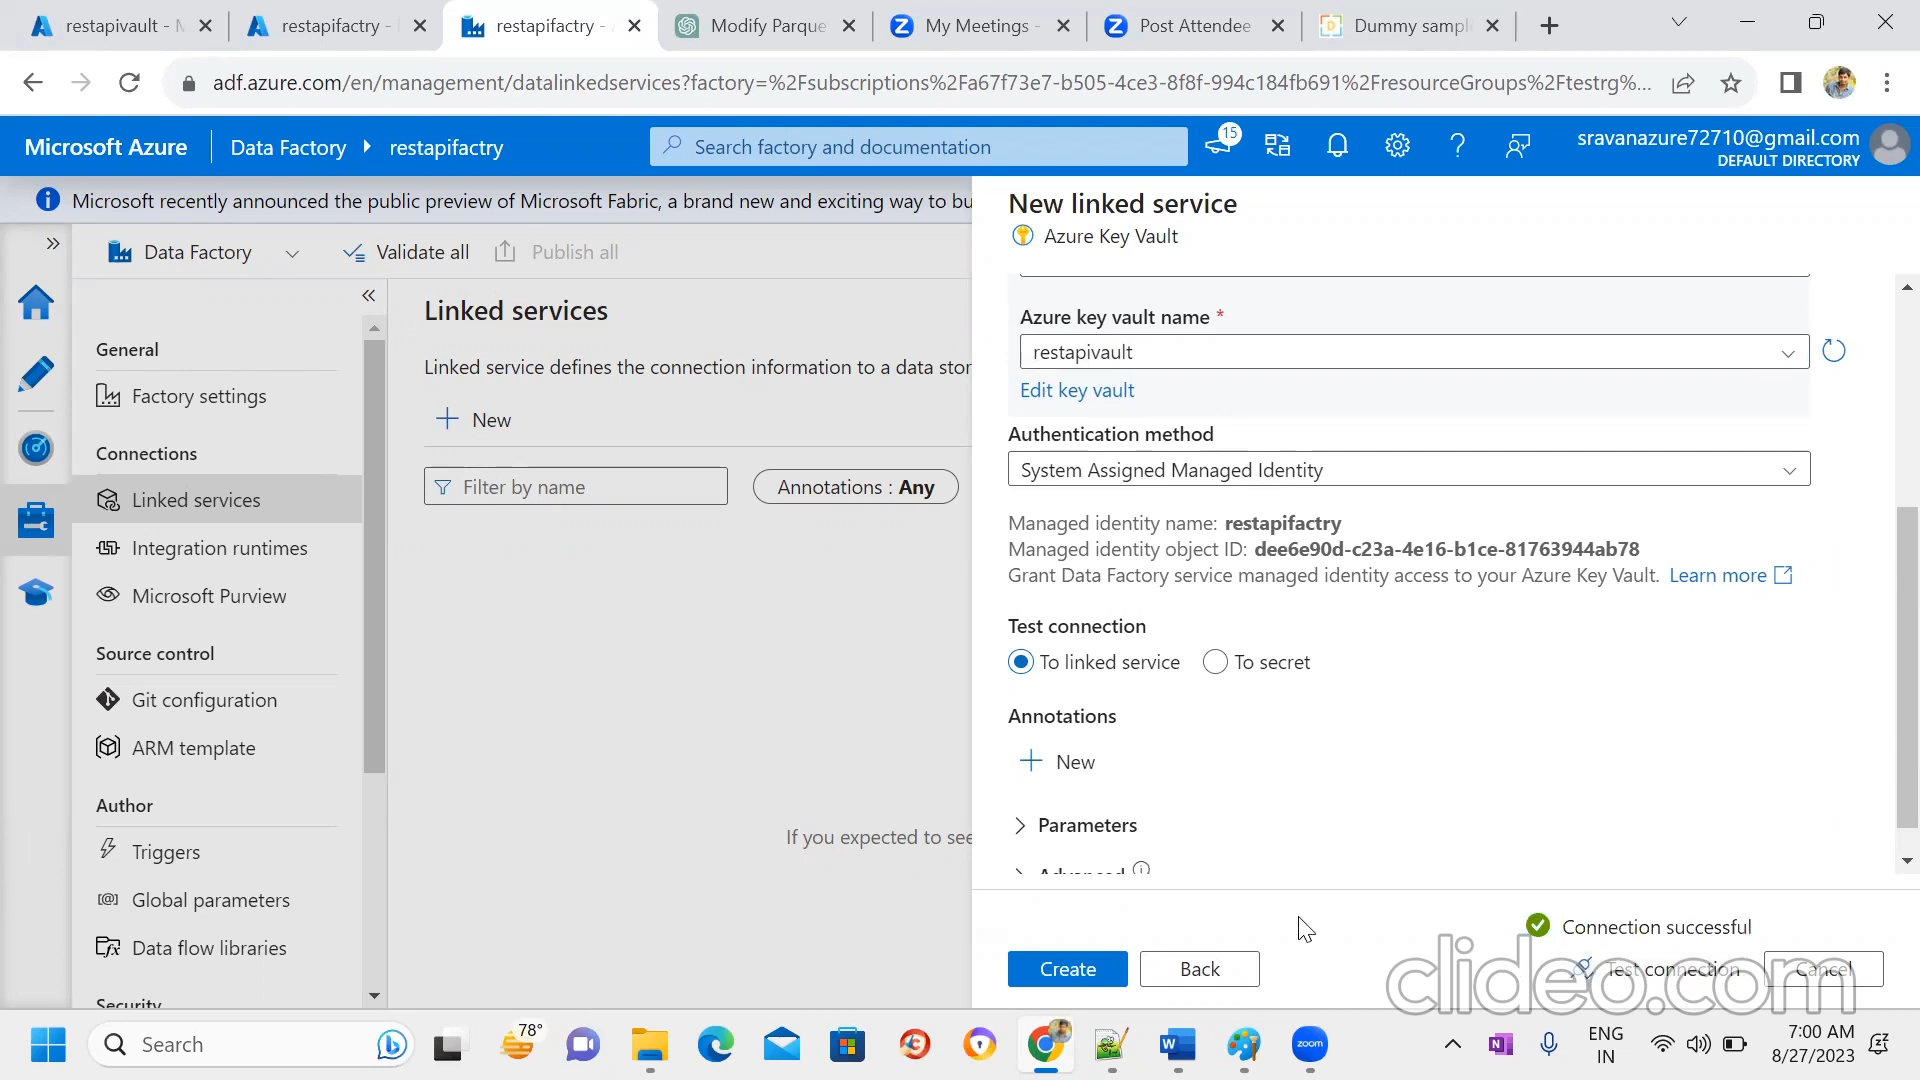 restapivault - M
restapifactry -
restapifactry - A
Modify Parque
My Meetings -
Post Attendee
Dummy sampl
adf.azure.com/en/management/datalinkedservices?factory=%2Fsubscriptions%2Fa67f73e7-b505-4ce3-8f8f-994c184fb691%2FresourceGroups%2Ftestrg%...
Microsoft Azure
Data Factory
restapifactry
Search factory and documentation
15
sravanazure72710@gmail.com
DEFAULT DIRECTORY
Microsoft recently announced the public preview of Microsoft Fabric, a brand new and exciting way to bu
Data Factory
Validate all
Publish all
General
Factory settings
Connections
Linked services
Integration runtimes
Microsoft Purview
Source control
Git configuration
ARM template
Author
Triggers
Global parameters
Data flow libraries
Security
Linked services
Linked service defines the connection information to a data stor
New
Filter by name
Annotations : Any
If you expected to see
New linked service
Azure Key Vault
Azure key vault name *
restapivault
Edit key vault
Authentication method
System Assigned Managed Identity
Managed identity name: restapifactry
Managed identity object ID: dee6e90d-c23a-4e16-b1ce-81763944ab78
Grant Data Factory service managed identity access to your Azure Key Vault. Learn more
Test connection
To linked service
To secret
Annotations
New
Parameters
Advanced
Connection successful
Create
Back
Test connection
Cancel
clideo.com
Search
78°
zoom
ENG
IN
7:00 AM
8/27/2023